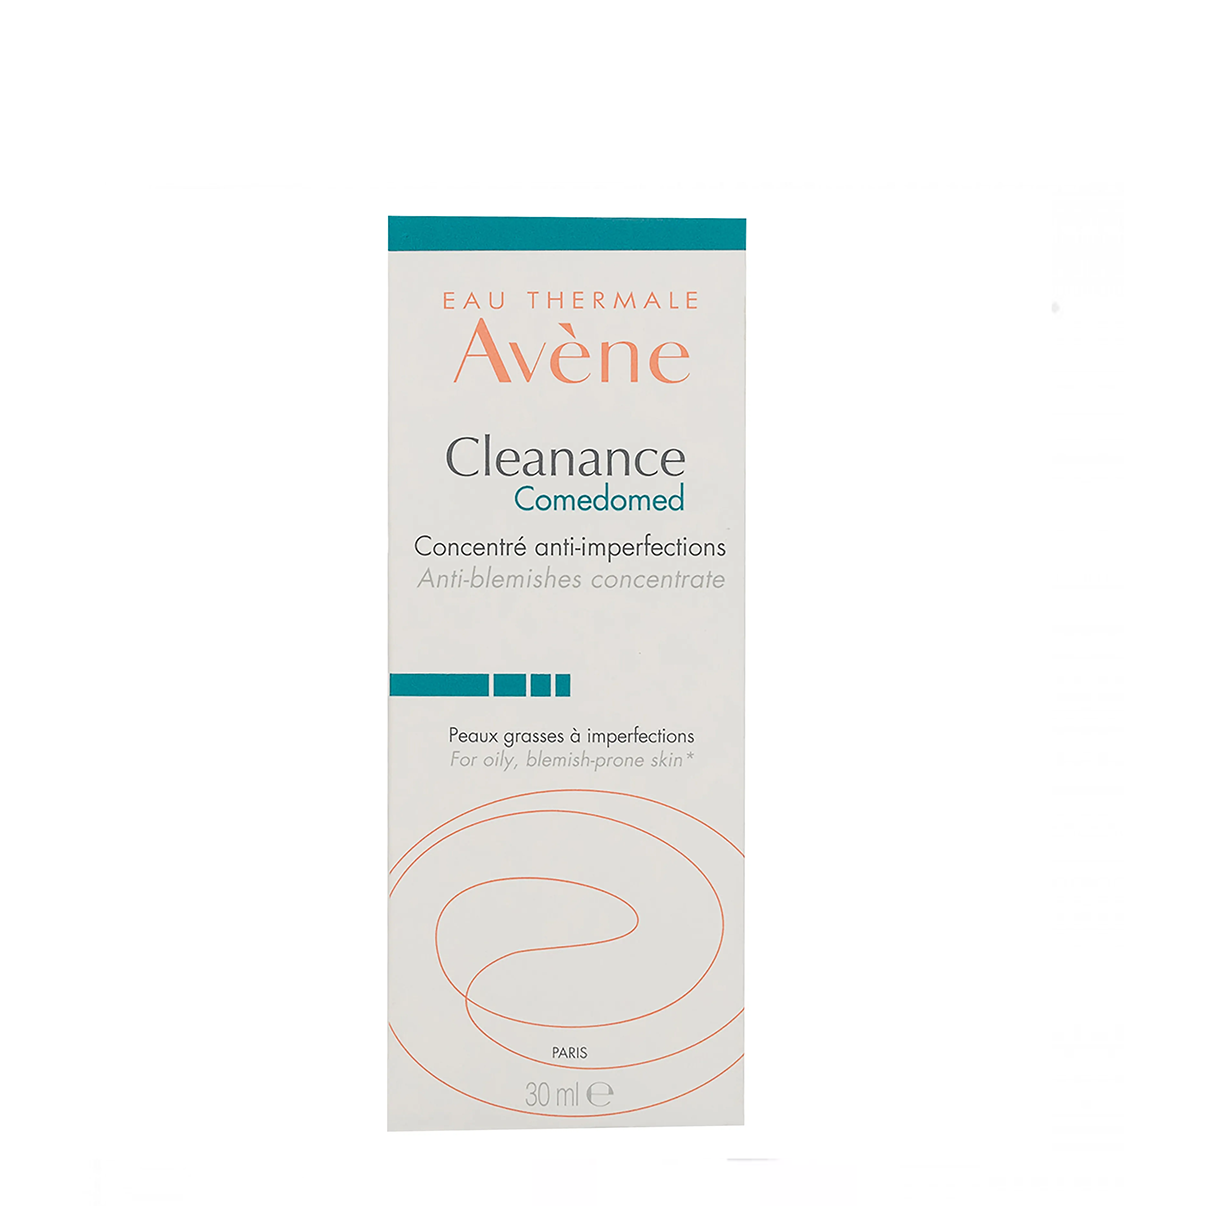 EAU THERMALE
Avène
Cleanance
Comedomed
Concentré anti-imperfections
Anti-blemishes concentrate
Peaux grasses à imperfections
For oily, blemish-prone skin*
PARIS
30 ml ℮